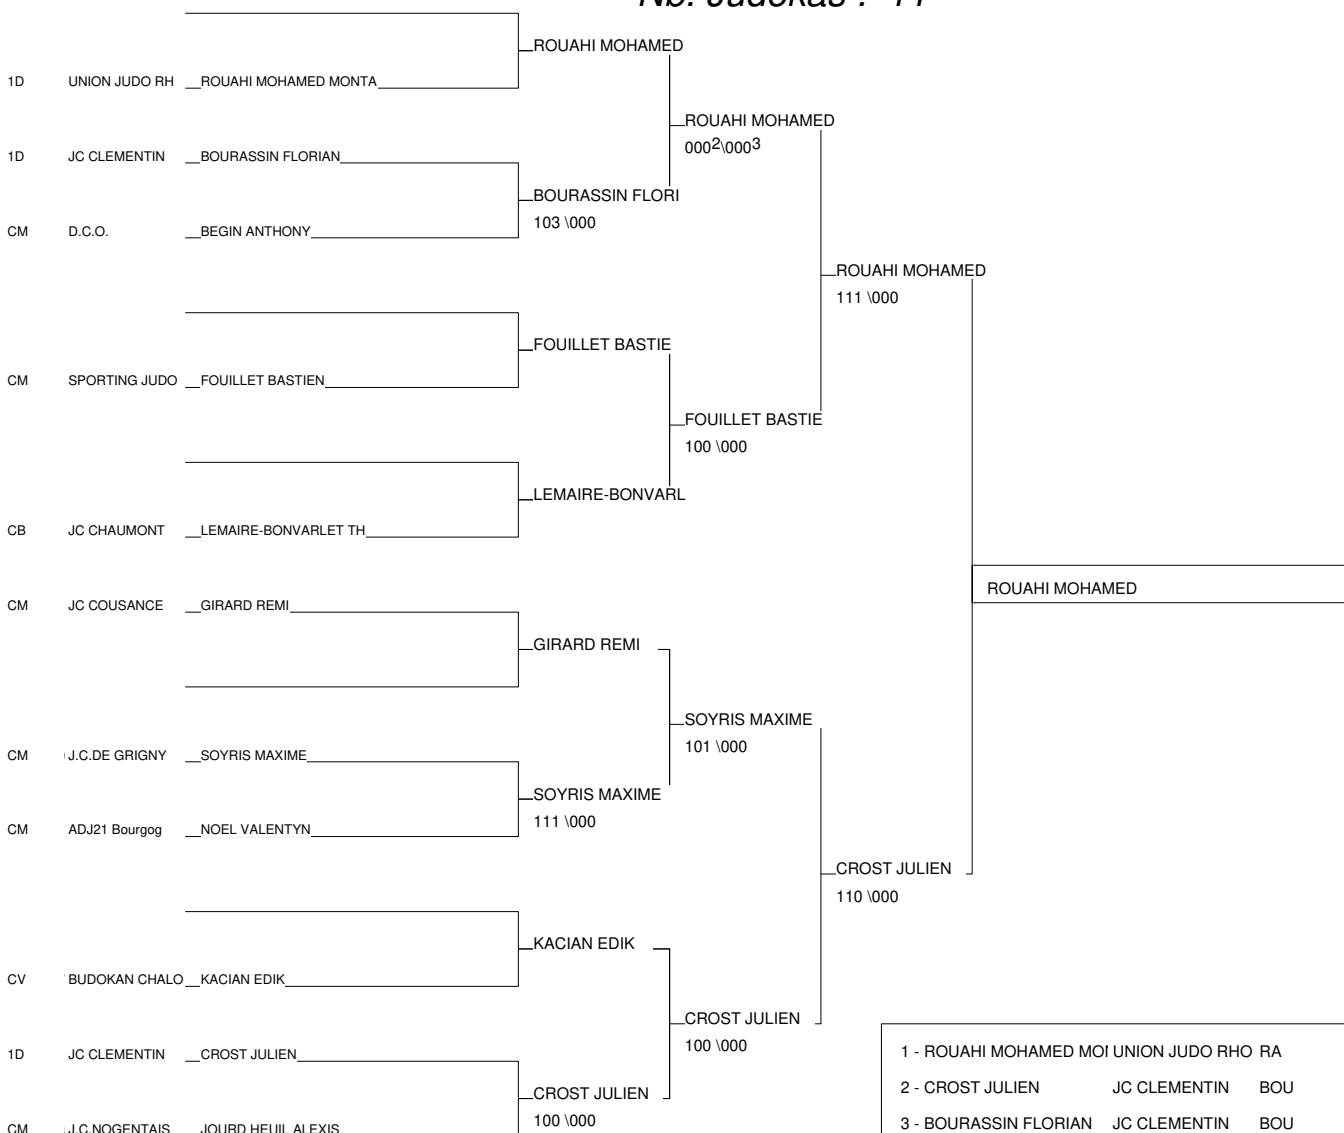 Nb. Judokas : 11
ROUAHI MOHAMED
1D UNION JUDO RH ROUAHI MOHAMED MONTA
ROUAHI MOHAMED
0002\0003
1D JC CLEMENTIN BOURASSIN FLORIAN
BOURASSIN FLORI
103 \000
CM D.C.O. BEGIN ANTHONY
ROUAHI MOHAMED
111 \000
FOUILLET BASTIE
CM SPORTING JUDO FOUILLET BASTIEN
FOUILLET BASTIE
100 \000
LEMAIRE-BONVARL
CB JC CHAUMONT LEMAIRE-BONVARLET TH
ROUAHI MOHAMED
CM JC COUSANCE GIRARD REMI
GIRARD REMI
SOYRIS MAXIME
101 \000
CM J.C.DE GRIGNY SOYRIS MAXIME
SOYRIS MAXIME
111 \000
CM ADJ21 Bourgog NOEL VALENTYN
CROST JULIEN
110 \000
KACIAN EDIK
CV BUDOKAN CHALO KACIAN EDIK
CROST JULIEN
100 \000
1D JC CLEMENTIN CROST JULIEN
CROST JULIEN
100 \000
CM J.C.NOGENTAIS JOURD HEUIL ALEXIS
1 - ROUAHI MOHAMED MON UNION JUDO RHO RA
2 - CROST JULIEN JC CLEMENTIN BOU
3 - BOURASSIN FLORIAN JC CLEMENTIN BOU